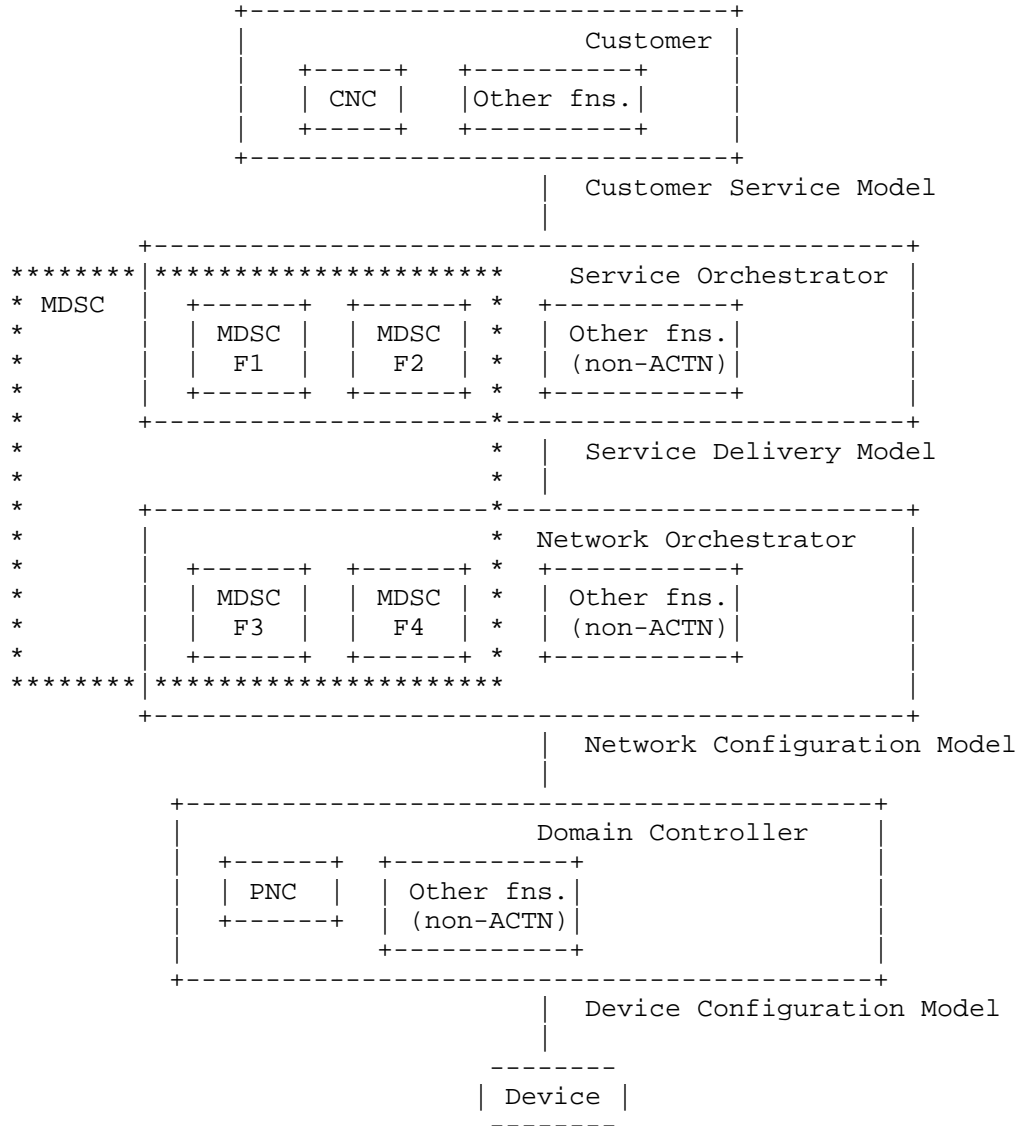 Customer
CNC Other fns.
Customer Service Model
Service Orchestrator
MDSC
MDSC MDSC Other fns.
F1 F2 (non-ACTN)
Service Delivery Model
Network Orchestrator
MDSC MDSC Other fns.
F3 F4 (non-ACTN)
Network Configuration Model
Domain Controller
PNC Other fns.
(non-ACTN)
Device Configuration Model
Device